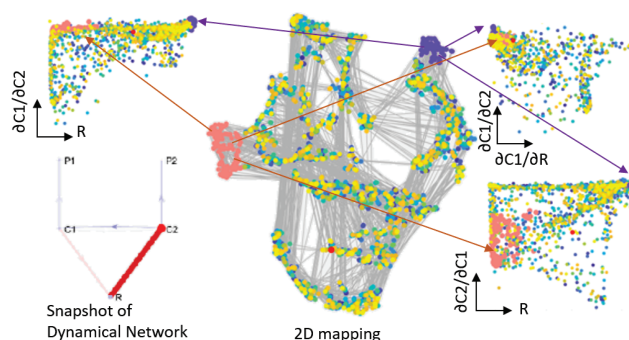 ∂C1/∂C2
R
∂C1/∂C2
∂C1/∂R
P1
P2
C1
C2
R
∂C2/∂C1
R
Snapshot of
Dynamical Network
2D mapping